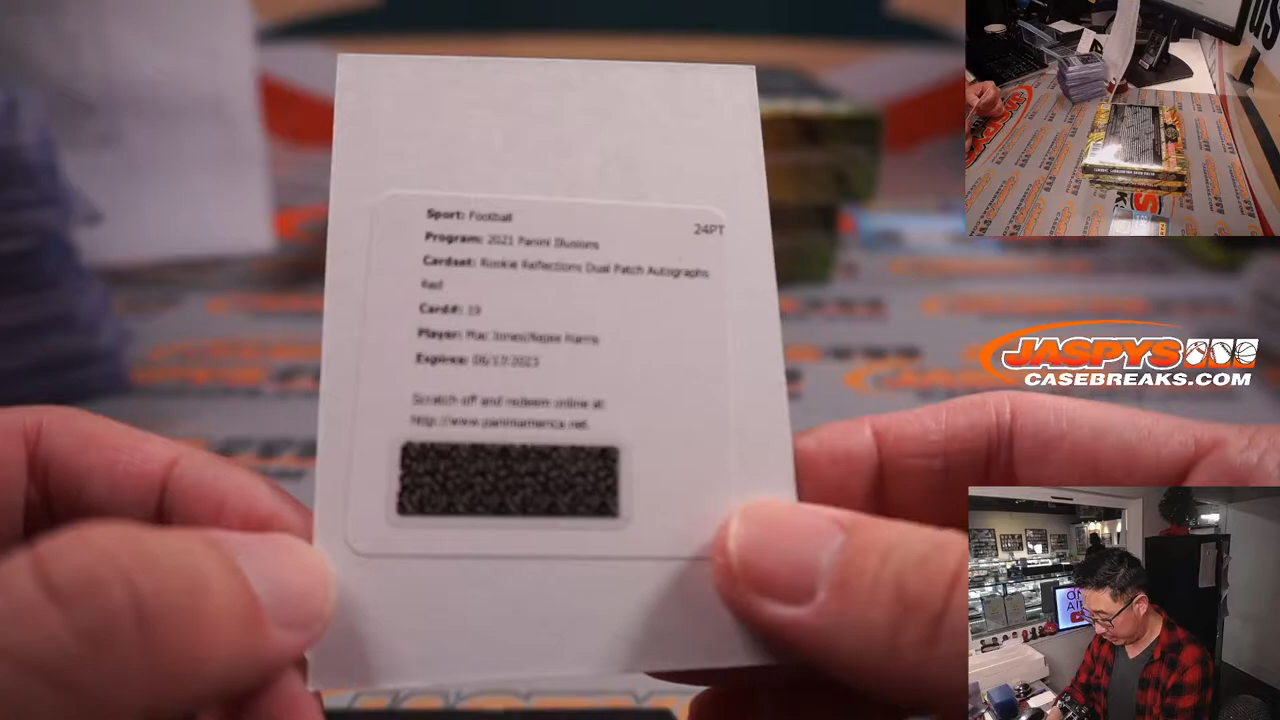 Sport: Football
24PT
Program: 2021 Panini Illusions
Cardset: Rookie Reflections Dual Patch Autographs
Red
Card#: 19
Player: Mac Jones/Najee Harris
Expires: 06/17/2023
Scratch off and redeem online at:
http://www.paniniamerica.net.
JASPYS
CASEBREAKS.COM
ON
AIR